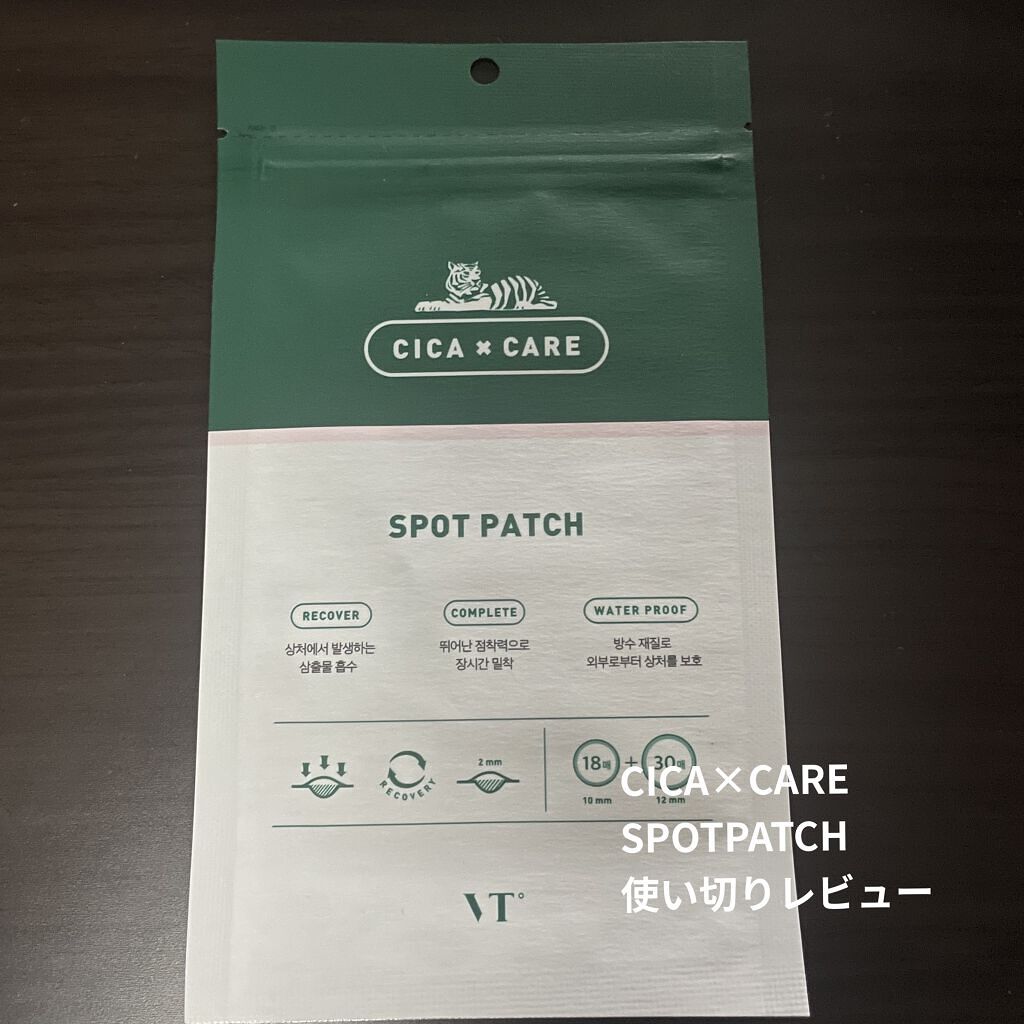 CICA × CARE
SPOT PATCH
RECOVER
상처에서 발생하는
삼출물 흡수
COMPLETE
뛰어난 점착력으로
장시간 밀착
WATER PROOF
방수 재질로
외부로부터 상처를 보호
RECOVERY
2 mm
18매 + 30매
10 mm 12 mm
VT
CICA×CARE
SPOTPATCH
使い切りレビュー